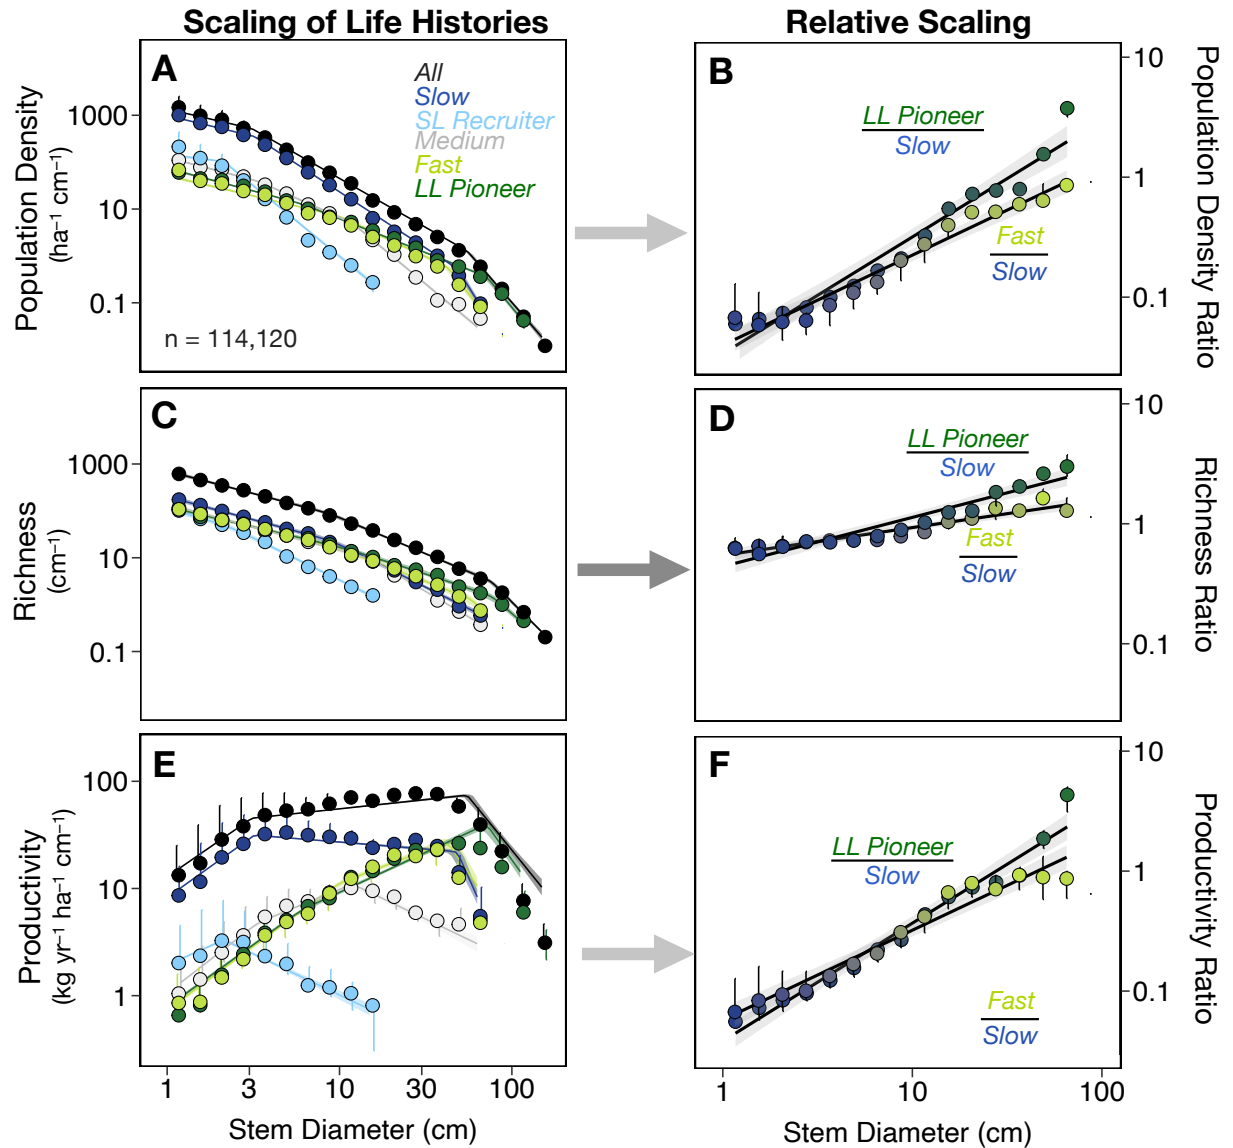 Scaling of Life Histories
Relative Scaling
A
All
Slow
SL Recruiter
Medium
Fast
LL Pioneer
n = 114,120
1000
10
0.1
Population Density
(ha⁻¹ cm⁻¹)
B
LL Pioneer
Slow
Fast
Slow
10
1
0.1
Population Density Ratio
C
1000
10
0.1
Richness
(cm⁻¹)
D
LL Pioneer
Slow
Fast
Slow
10
1
0.1
Richness Ratio
E
100
10
1
Productivity
(kg yr⁻¹ ha⁻¹ cm⁻¹)
1 3 10 30 100
Stem Diameter (cm)
F
LL Pioneer
Slow
Fast
Slow
10
1
0.1
Productivity Ratio
1 10 100
Stem Diameter (cm)